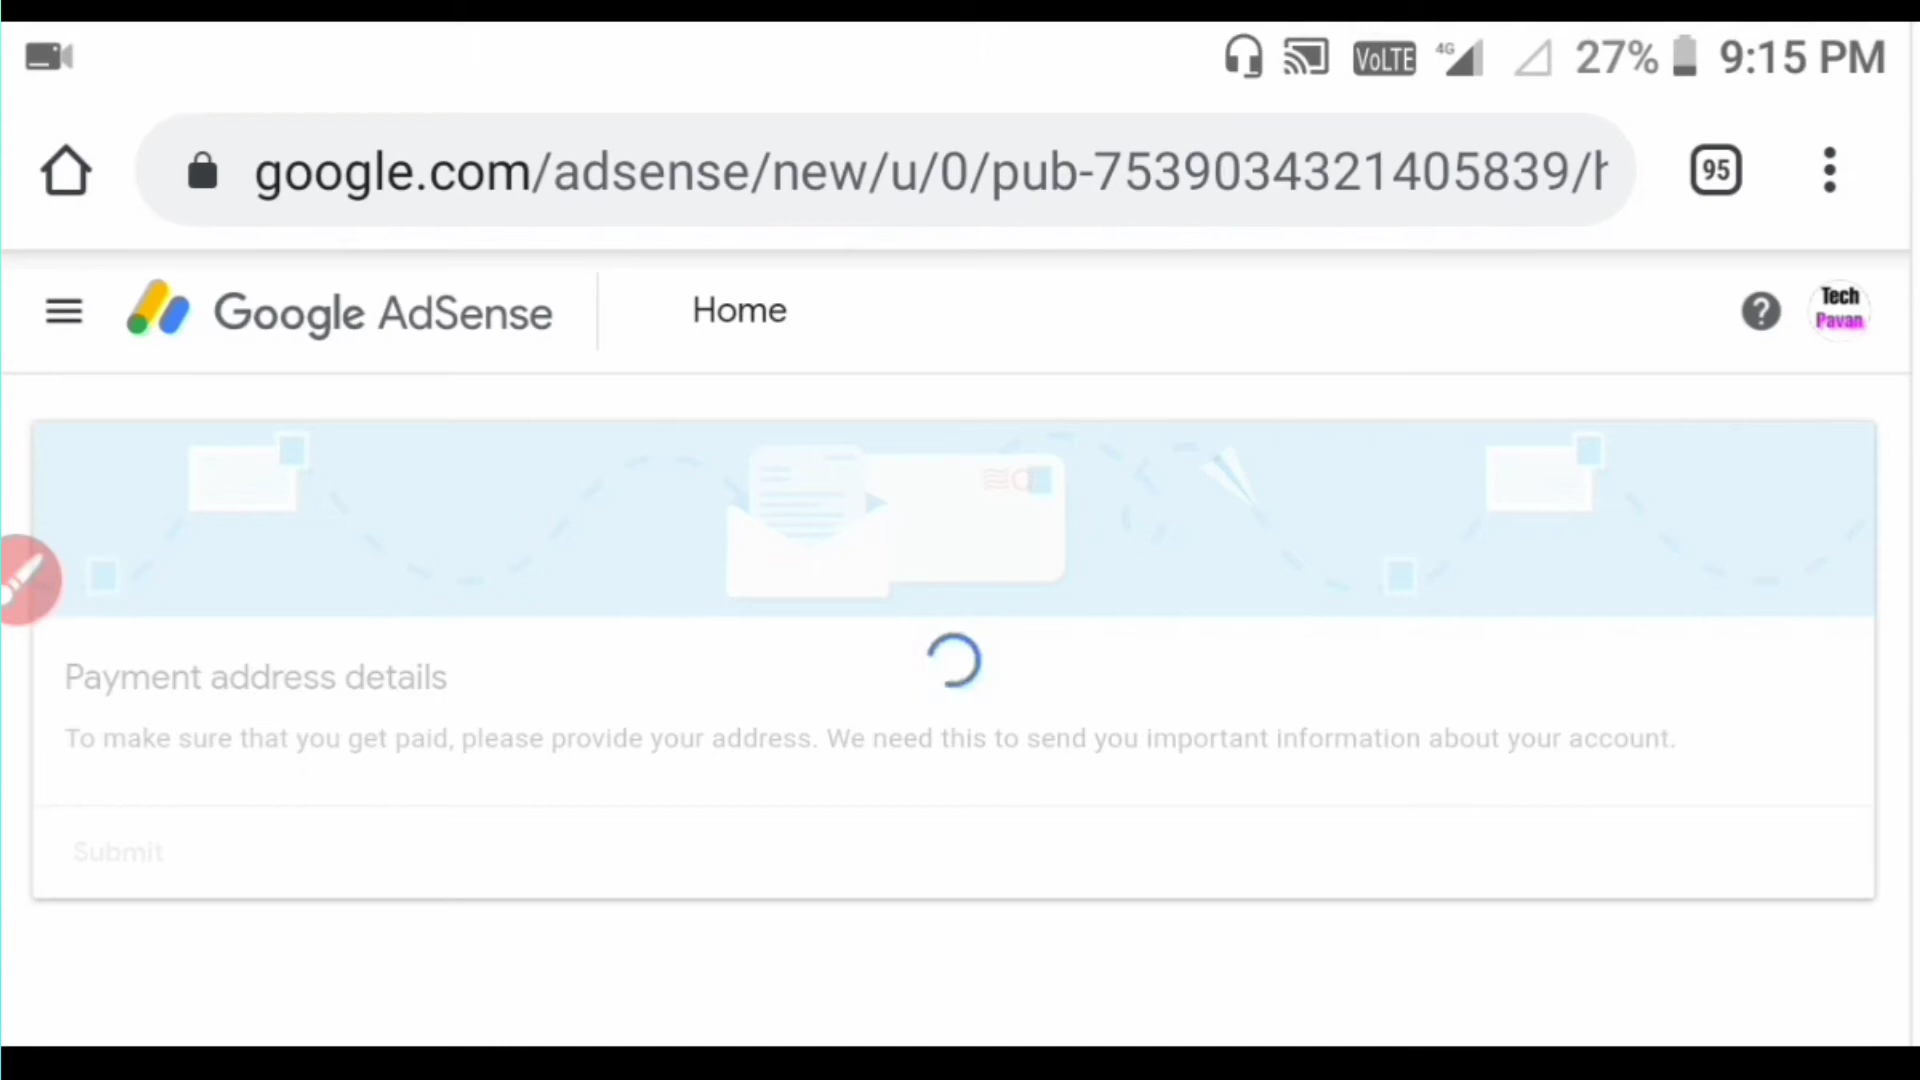 VoLTE 4G 27% 9:15 PM
google.com/adsense/new/u/0/pub-7539034321405839/h
95
Google AdSense
Home
?
Tech
Pavan
Payment address details
To make sure that you get paid, please provide your address. We need this to send you important information about your account.
Submit